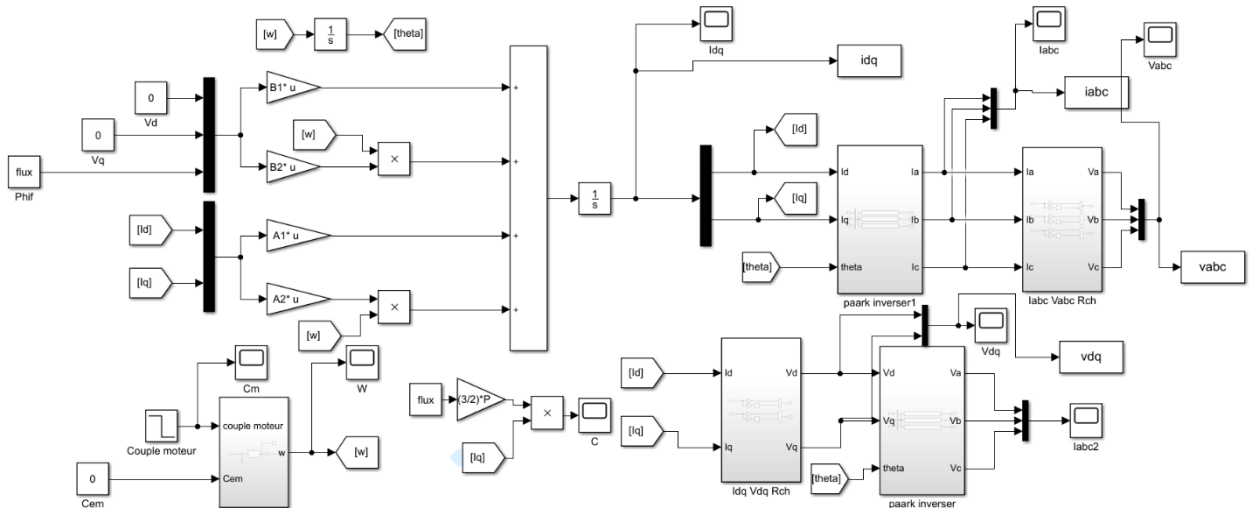 [w]
1
s
[theta]
0
Vd
0
Vq
flux
Phif
B1* u
[w]
×
B2* u
[Id]
[Iq]
A1* u
A2* u
×
[w]
+
+
+
+
1
s
Idq
idq
[Id]
[Iq]
[theta]
Id
Iq
theta
Ia
Ib
Ic
paark inverser1
Iabc
iabc
Vabc
Ia
Ib
Ic
Va
Vb
Vc
Iabc Vabc Rch
vabc
Cm
W
Couple moteur
0
Cem
couple moteur
Cem
w
[w]
flux
(3/2)*P
[Iq]
×
C
[Id]
[Iq]
Id
Iq
Vd
Vq
Idq Vdq Rch
[theta]
Vd
Vq
theta
Va
Vb
Vc
paark inverser
Vdq
vdq
Iabc2